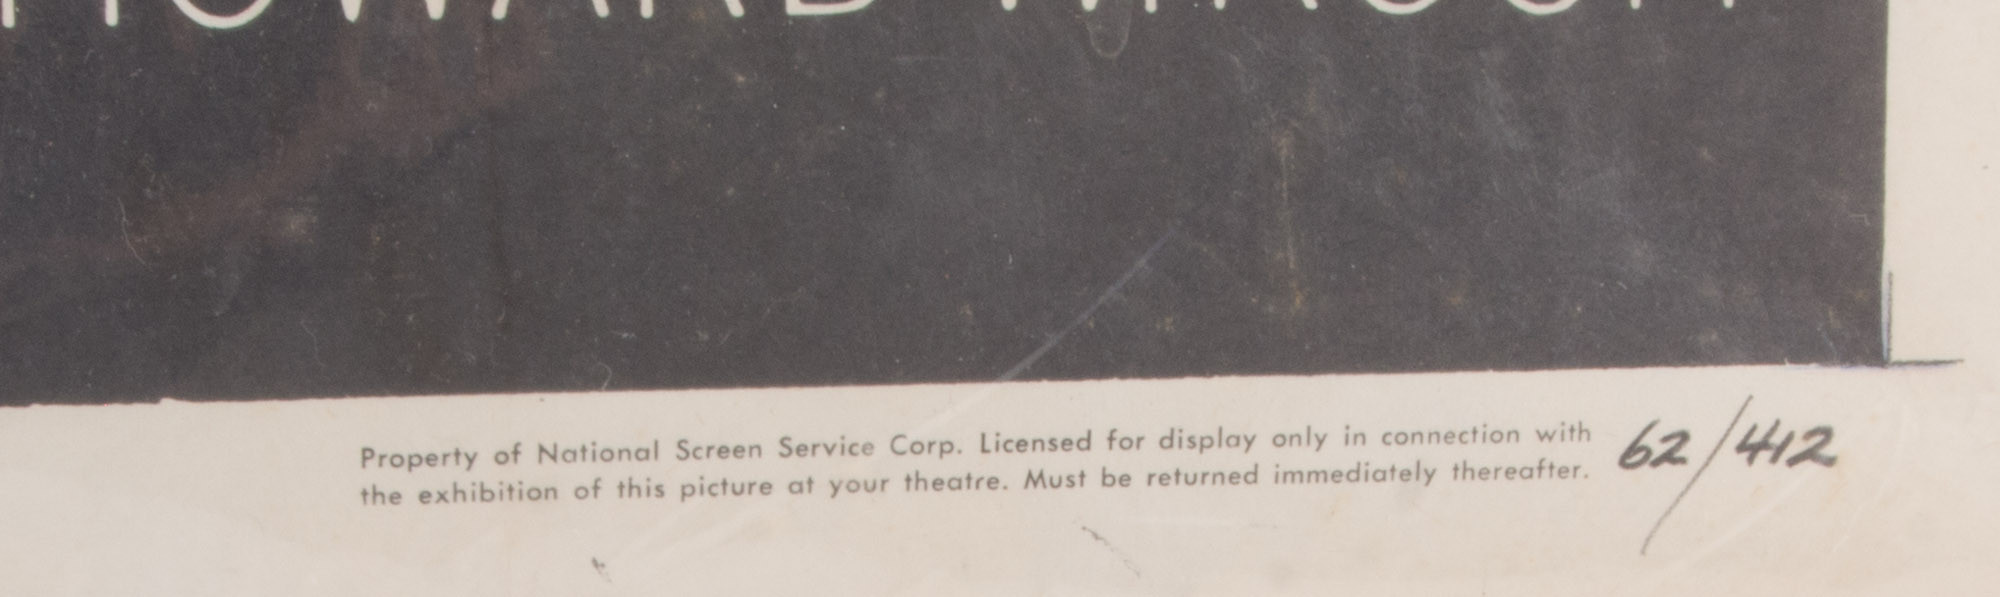 HOWARD
Property of National Screen Service Corp. Licensed for display only in connection with
the exhibition of this picture at your theatre. Must be returned immediately thereafter.
62/412